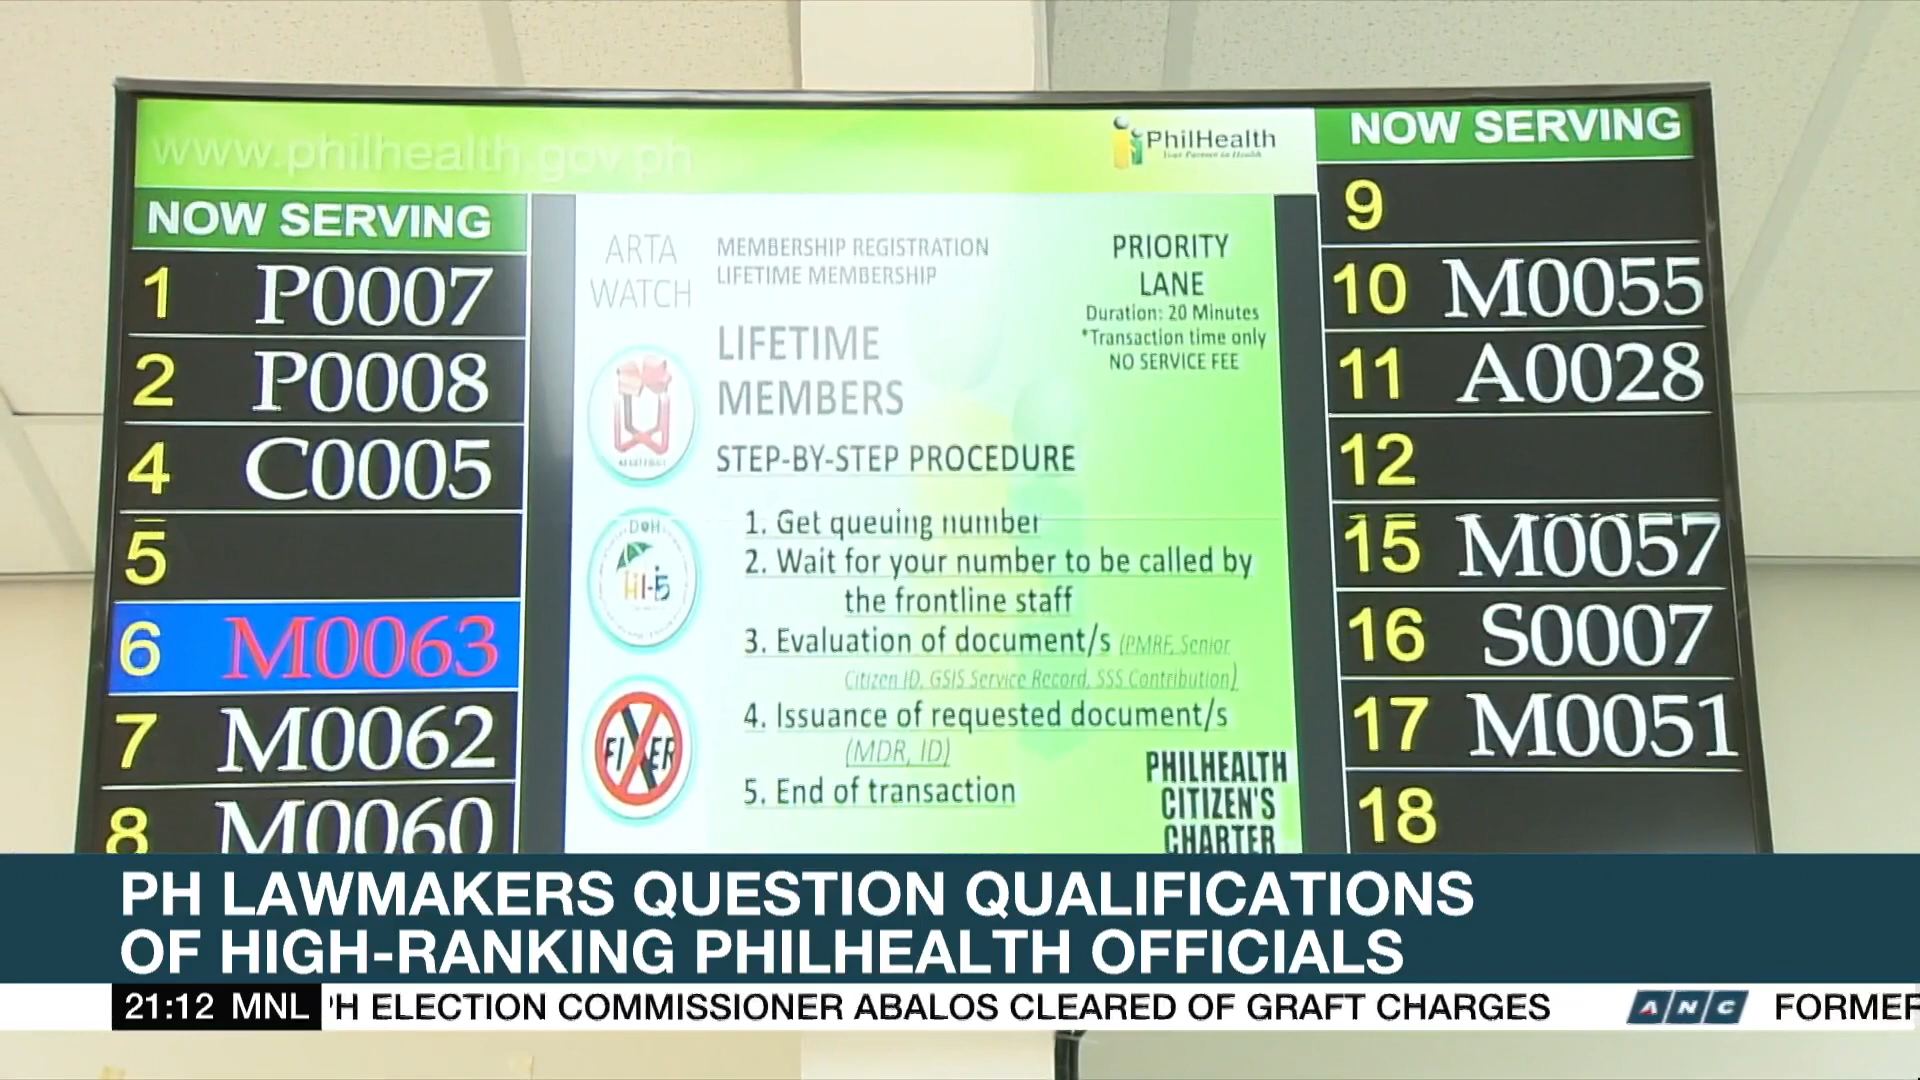 www.philhealth.gov.ph
PhilHealth
Your Partner in Health
NOW SERVING
1 P0007
2 P0008
4 C0005
5
6 M0063
7 M0062
8 M0060
ARTA
WATCH
MEMBERSHIP REGISTRATION
LIFETIME MEMBERSHIP
LIFETIME
MEMBERS
STEP-BY-STEP PROCEDURE
PRIORITY
LANE
Duration: 20 Minutes
*Transaction time only
NO SERVICE FEE
1. Get queuing number
2. Wait for your number to be called by
the frontline staff
3. Evaluation of document/s (PMRF, Senior
Citizen ID, GSIS Service Record, SSS Contribution)
4. Issuance of requested document/s
(MDR, ID)
5. End of transaction
FIXER
PHILHEALTH
CITIZEN'S
CHARTER
NOW SERVING
9
10 M0055
11 A0028
12
15 M0057
16 S0007
17 M0051
18
PH LAWMAKERS QUESTION QUALIFICATIONS
OF HIGH-RANKING PHILHEALTH OFFICIALS
21:12 MNL PH ELECTION COMMISSIONER ABALOS CLEARED OF GRAFT CHARGES ANC FORMER